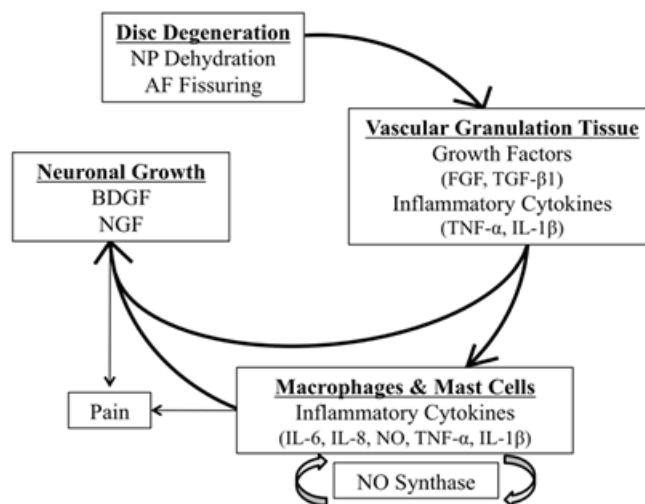 Disc Degeneration
NP Dehydration
AF Fissuring
Vascular Granulation Tissue
Growth Factors
(FGF, TGF-β1)
Inflammatory Cytokines
(TNF-α, IL-1β)
Neuronal Growth
BDGF
NGF
Pain
Macrophages & Mast Cells
Inflammatory Cytokines
(IL-6, IL-8, NO, TNF-α, IL-1β)
NO Synthase